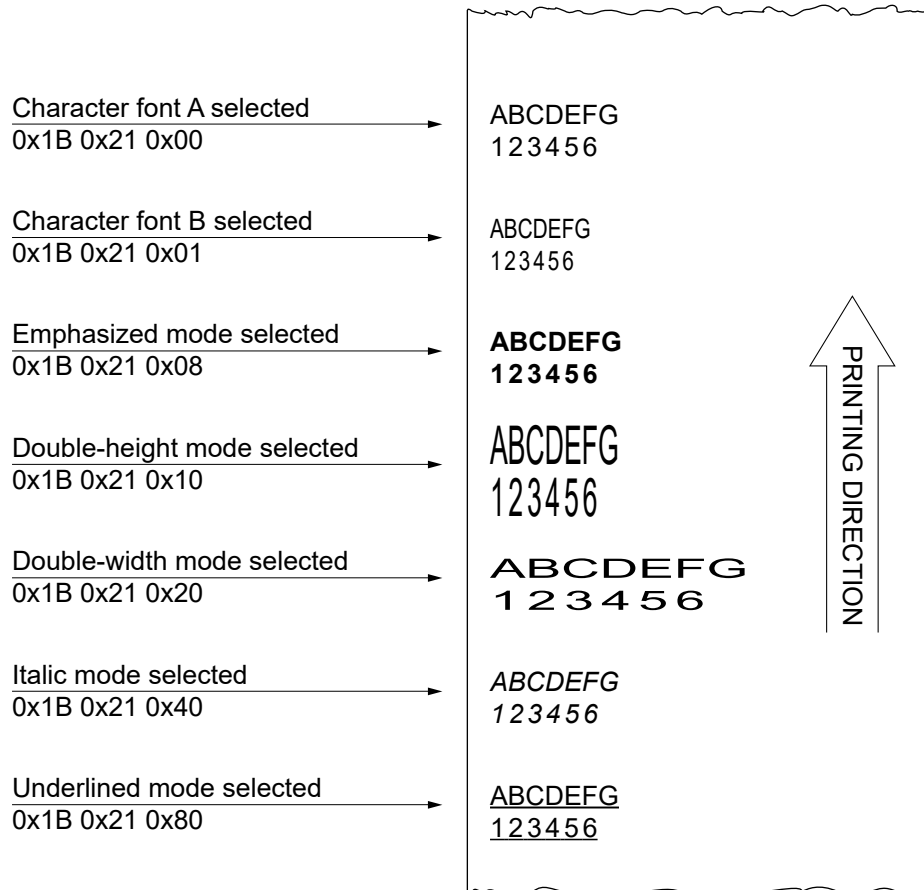 Character font A selected
0x1B 0x21 0x00
ABCDEFG
123456
Character font B selected
0x1B 0x21 0x01
ABCDEFG
123456
Emphasized mode selected
0x1B 0x21 0x08
ABCDEFG
123456
Double-height mode selected
0x1B 0x21 0x10
ABCDEFG
123456
Double-width mode selected
0x1B 0x21 0x20
ABCDEFG
123456
Italic mode selected
0x1B 0x21 0x40
ABCDEFG
123456
Underlined mode selected
0x1B 0x21 0x80
ABCDEFG
123456
PRINTING DIRECTION